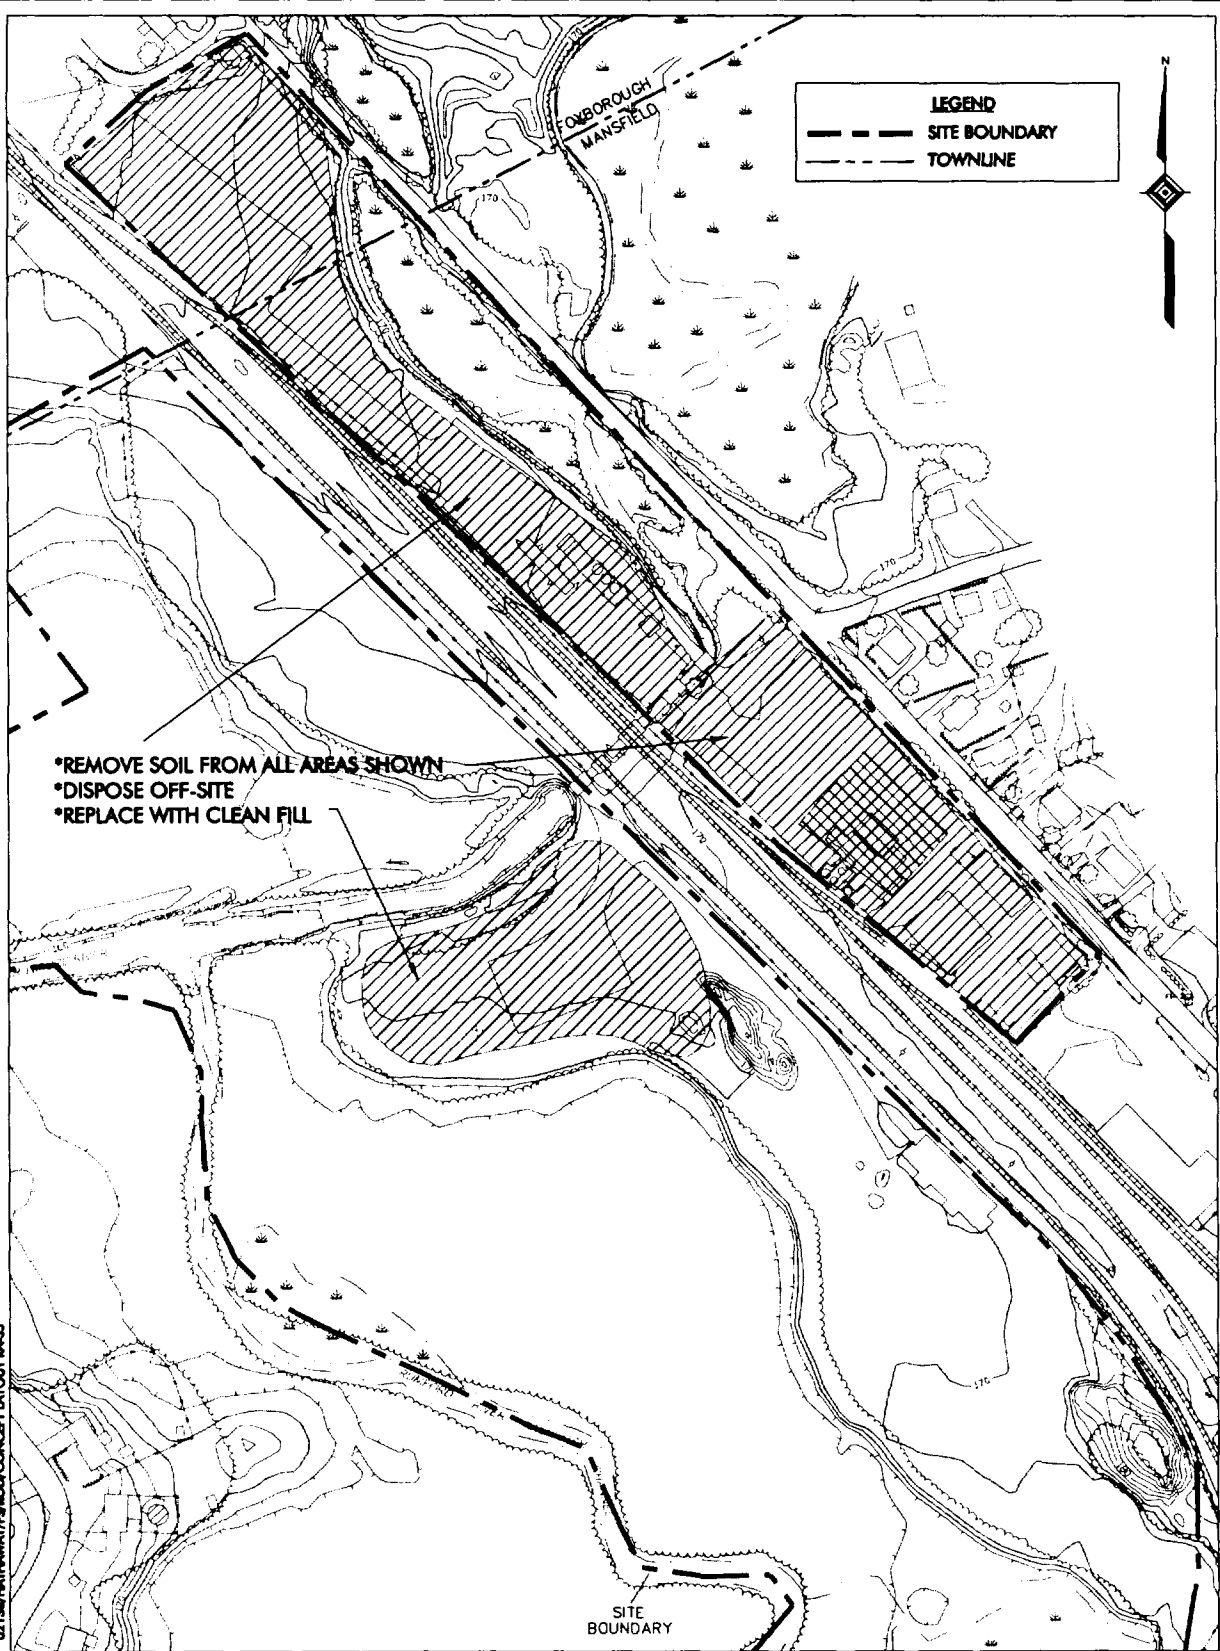 N
LEGEND
SITE BOUNDARY
TOWNLINE
FOXBOROUGH
MANSFIELD
170
170
*REMOVE SOIL FROM ALL AREAS SHOWN
*DISPOSE OFF-SITE
*REPLACE WITH CLEAN FILL
170
170
RIVER
SITE
BOUNDARY